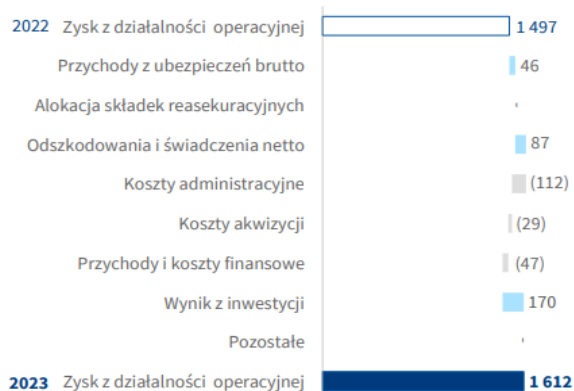 2022 Zysk z działalności operacyjnej 1 497
Przychody z ubezpieczeń brutto 46
Alokacja składek reasekuracyjnych -
Odszkodowania i świadczenia netto 87
Koszty administracyjne (112)
Koszty akwizycji (29)
Przychody i koszty finansowe (47)
Wynik z inwestycji 170
Pozostałe -
2023 Zysk z działalności operacyjnej 1 612